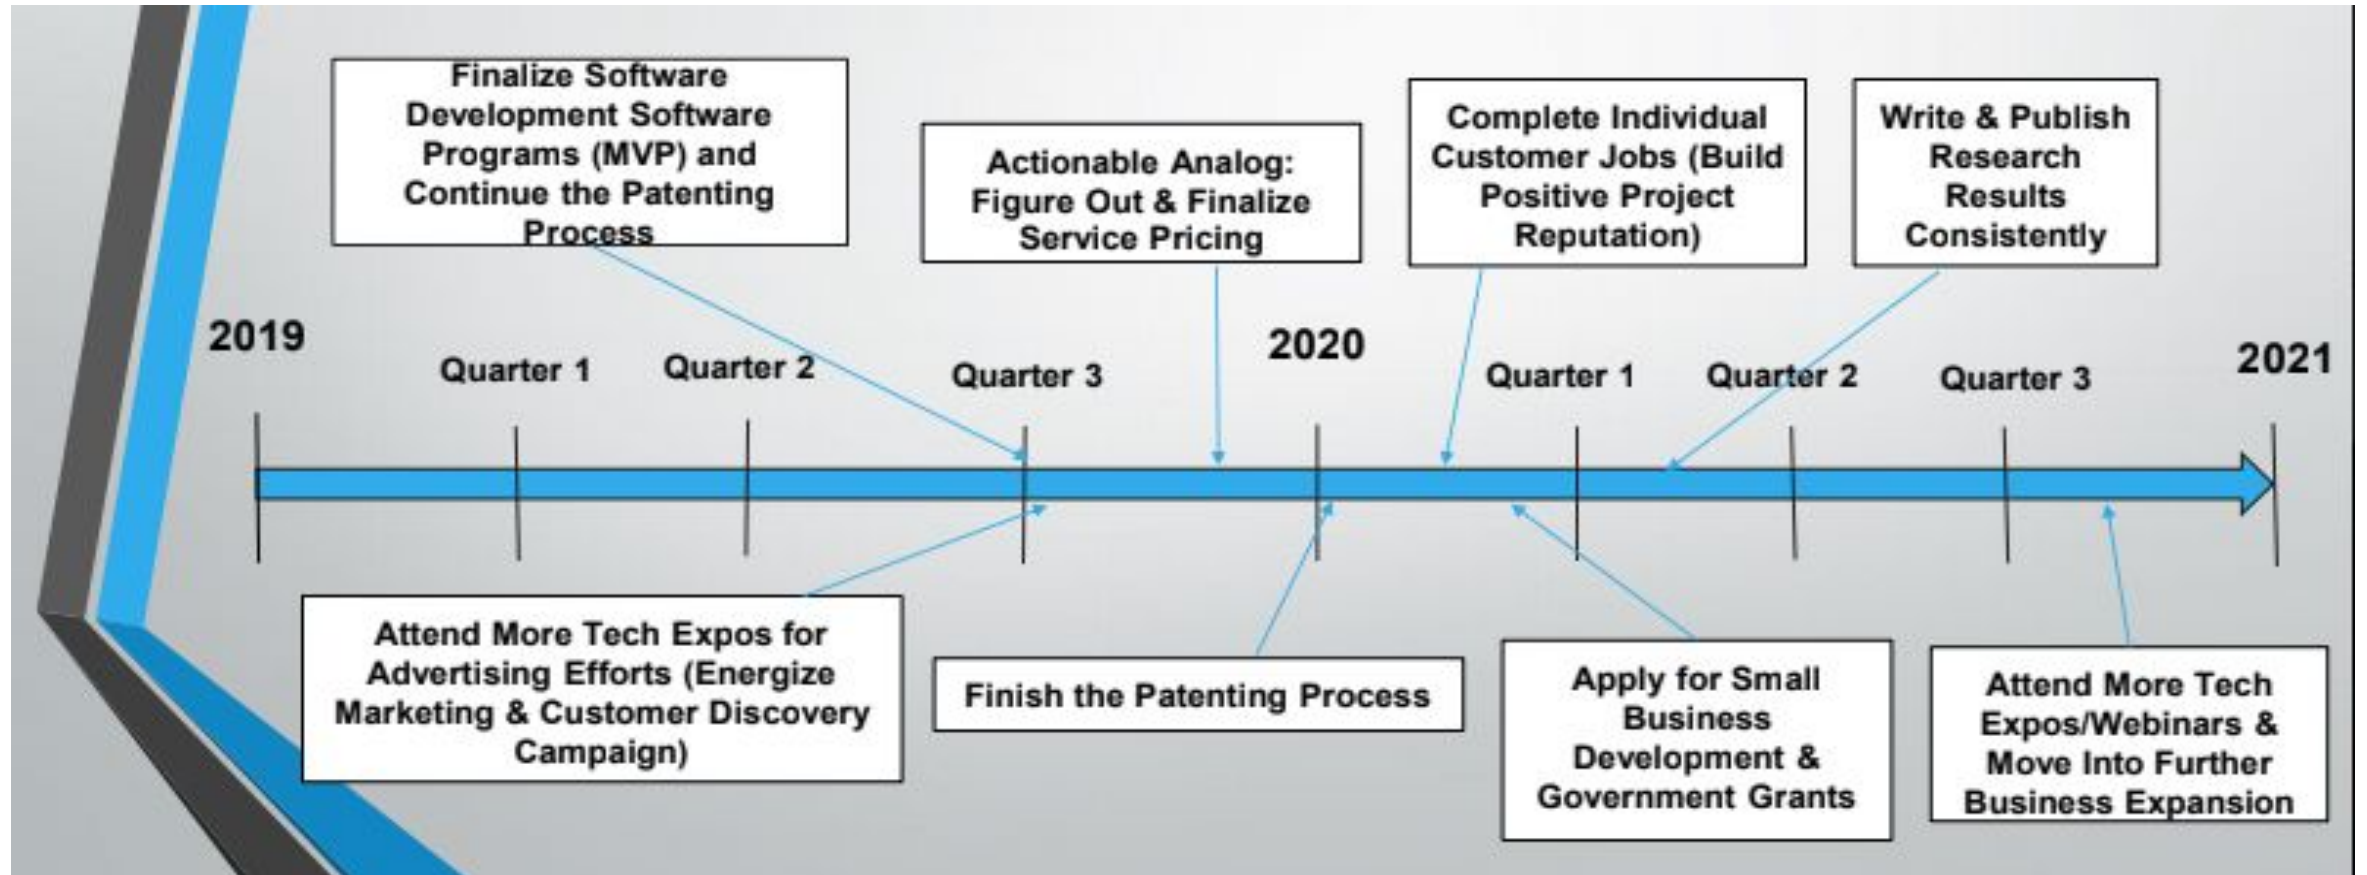 Finalize Software
Development Software
Programs (MVP) and
Continue the Patenting
Process
Actionable Analog:
Figure Out & Finalize
Service Pricing
Complete Individual
Customer Jobs (Build
Positive Project
Reputation)
Write & Publish
Research
Results
Consistently
2019
Quarter 1
Quarter 2
Quarter 3
2020
Quarter 1
Quarter 2
Quarter 3
2021
Attend More Tech Expos for
Advertising Efforts (Energize
Marketing & Customer Discovery
Campaign)
Finish the Patenting Process
Apply for Small
Business
Development &
Government Grants
Attend More Tech
Expos/Webinars &
Move Into Further
Business Expansion